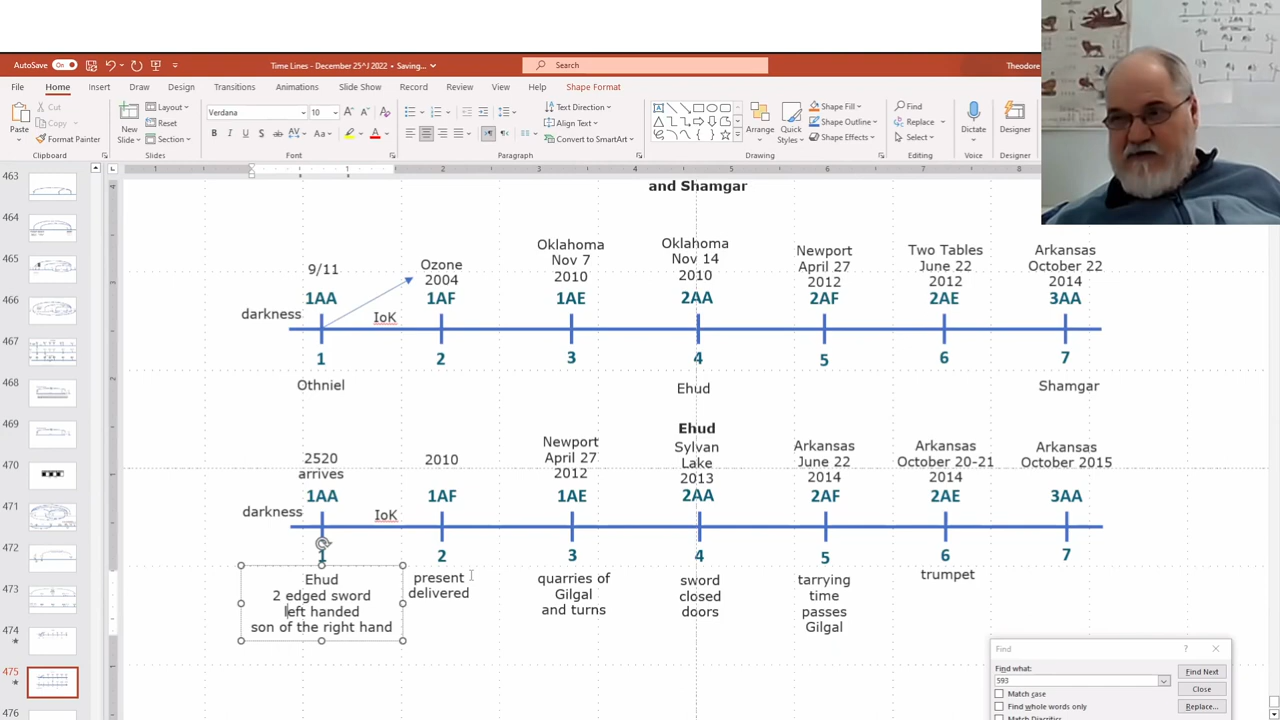 AutoSave On Time Lines - December 25^J 2022 - Saving... Search Theodore
File Home Insert Draw Design Transitions Animations Slide Show Record Review View Help Shape Format
Paste Cut Copy Format Painter
Clipboard
New Slide Layout Reset Section
Slides
Verdana 10
Font
Text Direction Align Text Convert to SmartArt
Paragraph
Arrange Quick Styles Shape Fill Shape Outline Shape Effects
Drawing
Find Replace Select
Editing
Dictate
Voice
Designer
Designer
463
464
465
466
467
468
469
470
471
472
473
474
475
476
and Shamgar
9/11
Ozone
2004
Oklahoma
Nov 7
2010
Oklahoma
Nov 14
2010
Newport
April 27
2012
Two Tables
June 22
2012
Arkansas
October 22
2014
1AA 1AF 1AE 2AA 2AF 2AE 3AA
darkness IoK
1 2 3 4 5 6 7
Othniel Ehud Shamgar
Ehud
2520
arrives
2010
Newport
April 27
2012
Sylvan
Lake
2013
Arkansas
June 22
2014
Arkansas
October 20-21
2014
Arkansas
October 2015
1AA 1AF 1AE 2AA 2AF 2AE 3AA
darkness IoK
1 2 3 4 5 6 7
Ehud
2 edged sword
left handed
son of the right hand
present
delivered
quarries of
Gilgal
and turns
sword
closed
doors
tarrying
time
passes
Gilgal
trumpet
Find ? ×
Find what:
593
Match case
Find whole words only
Match Diacritics
Find Next
Close
Replace...